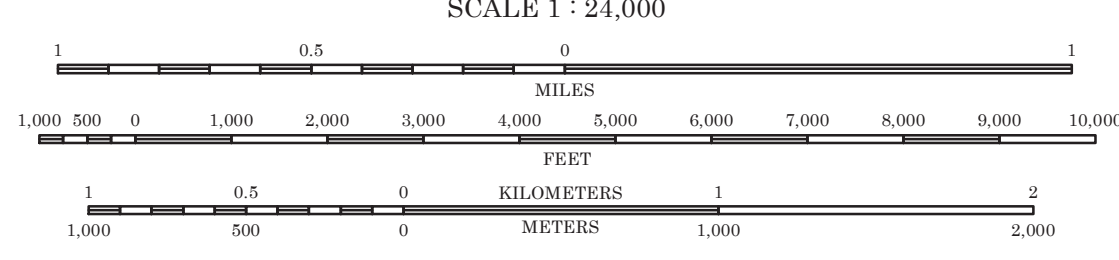 SCALE 1 : 24,000
1 0.5 0 1
MILES
1,000 500 0 1,000 2,000 3,000 4,000 5,000 6,000 7,000 8,000 9,000 10,000
FEET
1 0.5 0 KILOMETERS 1 2
1,000 500 0 METERS 1,000 2,000